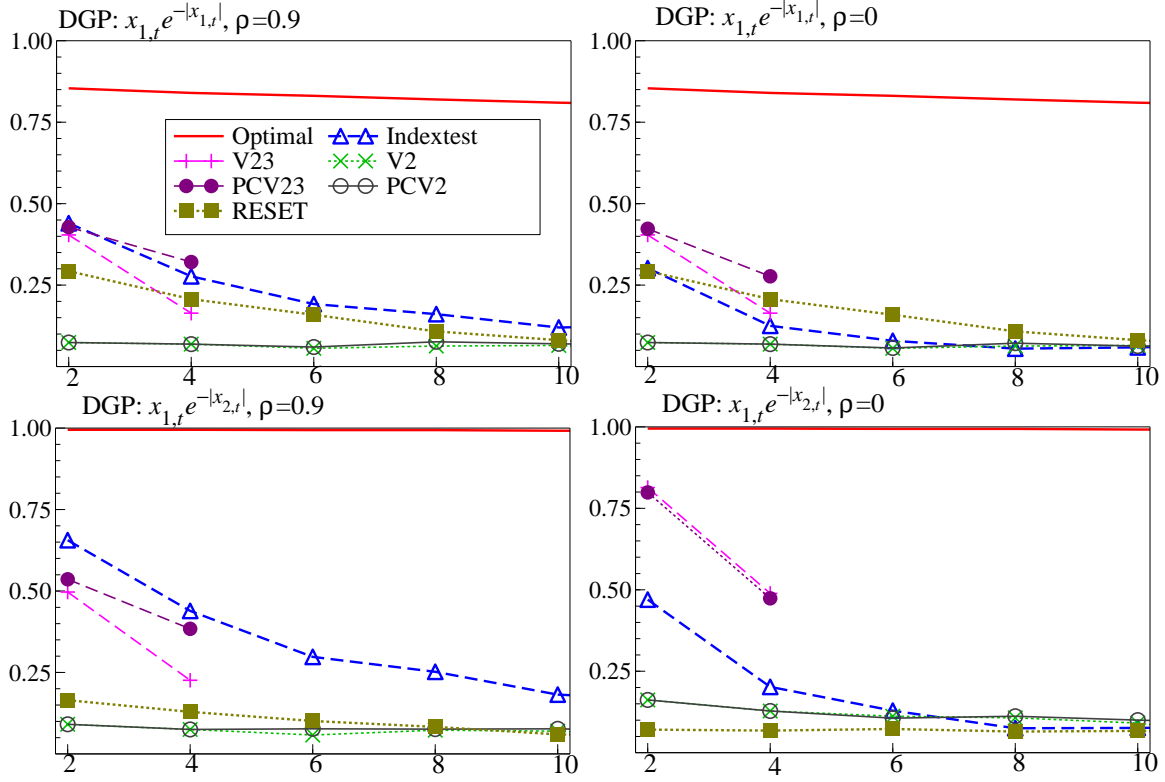 DGP: x1,t e−|x1,t|, ρ=0.9
1.00
0.75
0.50
0.25
2 4 6 8 10
Optimal Indextest
V23 V2
PCV23 PCV2
RESET
DGP: x1,t e−|x1,t|, ρ=0
1.00
0.75
0.50
0.25
2 4 6 8 10
DGP: x1,t e−|x2,t|, ρ=0.9
1.00
0.75
0.50
0.25
2 4 6 8 10
DGP: x1,t e−|x2,t|, ρ=0
1.00
0.75
0.50
0.25
2 4 6 8 10